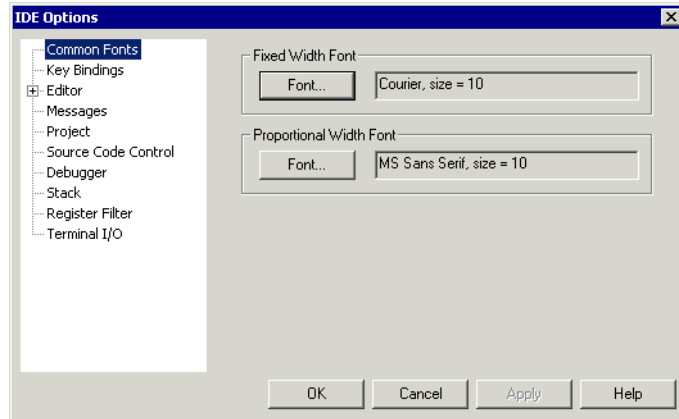 IDE Options
Common Fonts
Key Bindings
Editor
Messages
Project
Source Code Control
Debugger
Stack
Register Filter
Terminal I/O
Fixed Width Font
Font...
Courier, size = 10
Proportional Width Font
Font...
MS Sans Serif, size = 10
OK
Cancel
Apply
Help